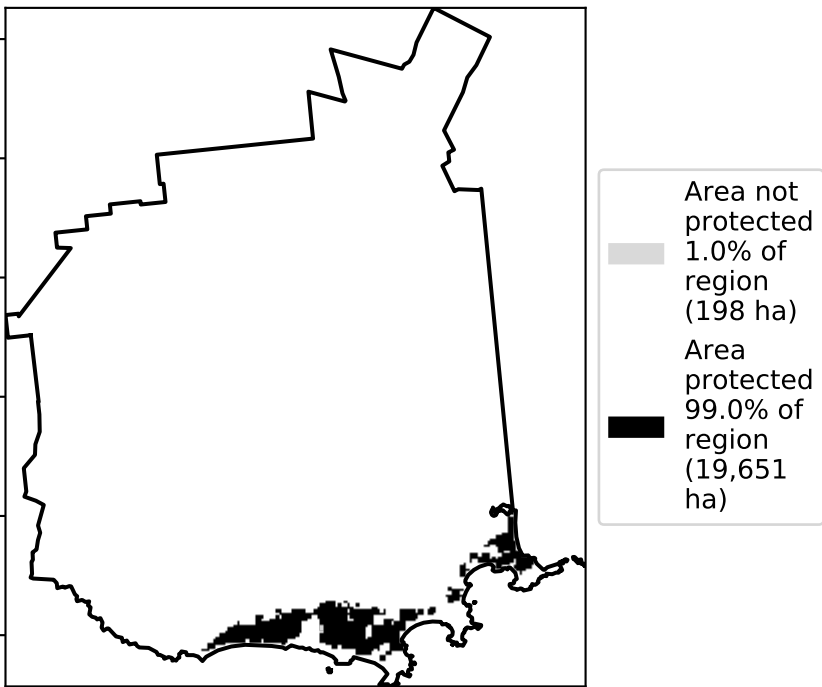 Area not
protected
1.0% of
region
(198 ha)
Area
protected
99.0% of
region
(19,651
ha)